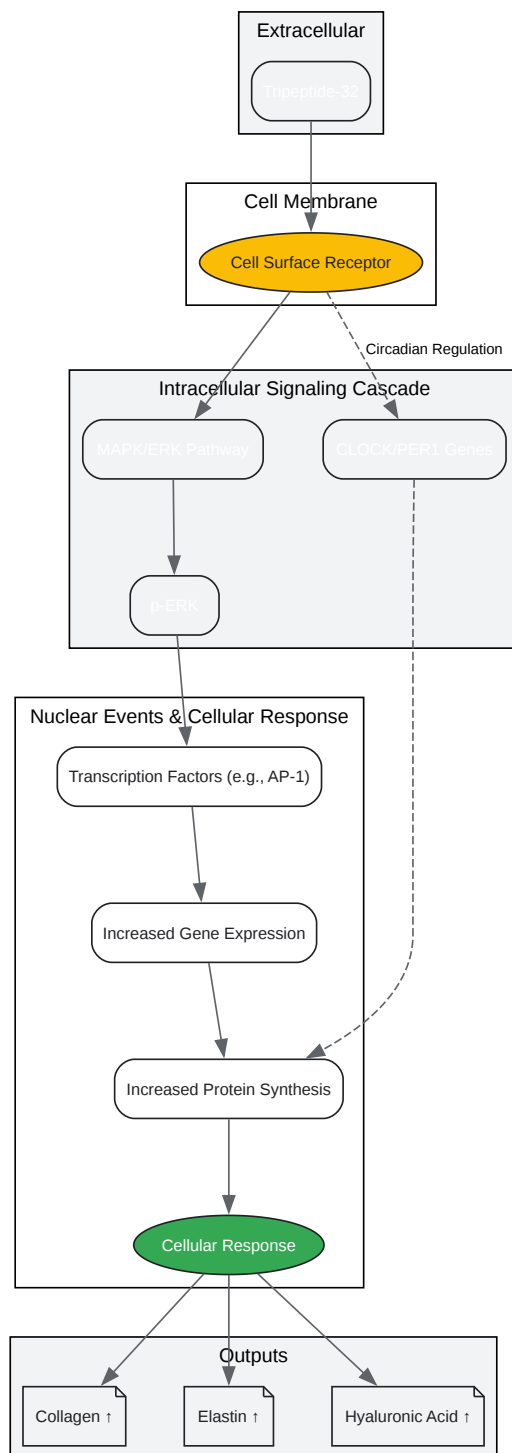 Extracellular
Tripeptide-32
Cell Membrane
Cell Surface Receptor
Circadian Regulation
Intracellular Signaling Cascade
MAPK/ERK Pathway
CLOCK/PER1 Genes
p-ERK
Nuclear Events & Cellular Response
Transcription Factors (e.g., AP-1)
Increased Gene Expression
Increased Protein Synthesis
Cellular Response
Outputs
Collagen ↑
Elastin ↑
Hyaluronic Acid ↑